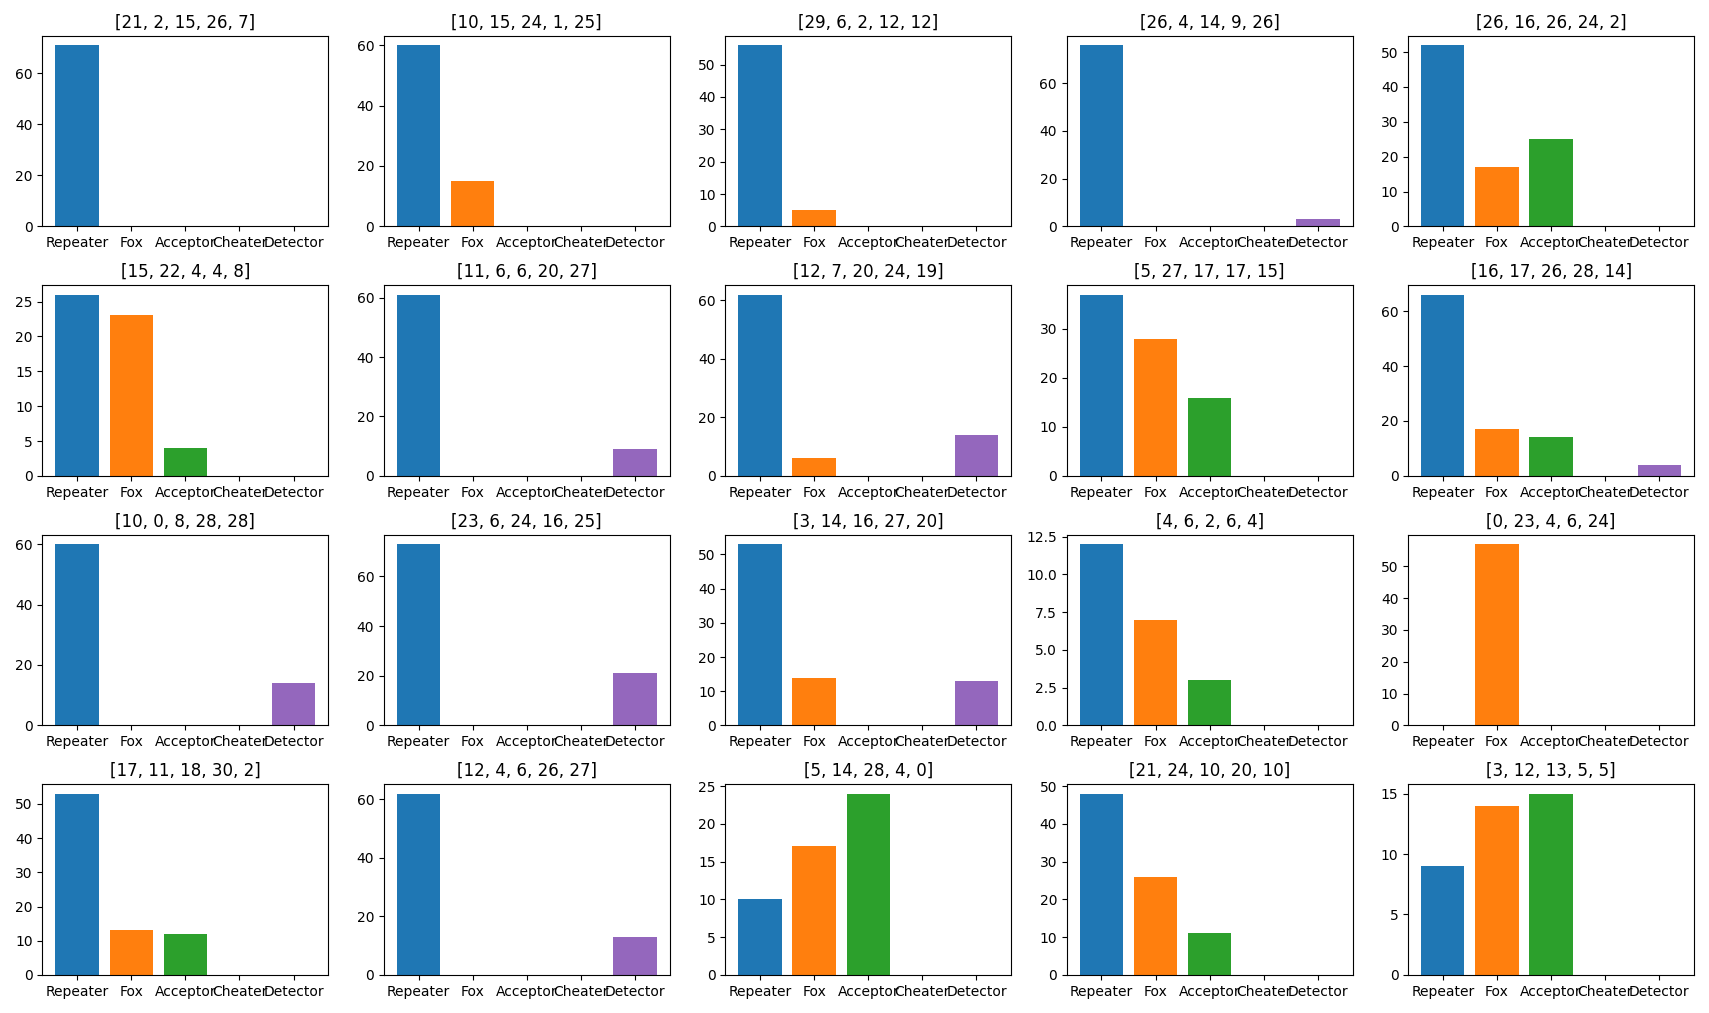 [21, 2, 15, 26, 7]
60
40
20
0
Repeater Fox Acceptor Cheater Detector
[10, 15, 24, 1, 25]
60
40
20
0
Repeater Fox Acceptor Cheater Detector
[29, 6, 2, 12, 12]
50
40
30
20
10
0
Repeater Fox Acceptor Cheater Detector
[26, 4, 14, 9, 26]
60
40
20
0
Repeater Fox Acceptor Cheater Detector
[26, 16, 26, 24, 2]
50
40
30
20
10
0
Repeater Fox Acceptor Cheater Detector
[15, 22, 4, 4, 8]
25
20
15
10
5
0
Repeater Fox Acceptor Cheater Detector
[11, 6, 6, 20, 27]
60
40
20
0
Repeater Fox Acceptor Cheater Detector
[12, 7, 20, 24, 19]
60
40
20
0
Repeater Fox Acceptor Cheater Detector
[5, 27, 17, 17, 15]
30
20
10
0
Repeater Fox Acceptor Cheater Detector
[16, 17, 26, 28, 14]
60
40
20
0
Repeater Fox Acceptor Cheater Detector
[10, 0, 8, 28, 28]
60
40
20
0
Repeater Fox Acceptor Cheater Detector
[23, 6, 24, 16, 25]
60
40
20
0
Repeater Fox Acceptor Cheater Detector
[3, 14, 16, 27, 20]
50
40
30
20
10
0
Repeater Fox Acceptor Cheater Detector
[4, 6, 2, 6, 4]
12.5
10.0
7.5
5.0
2.5
0.0
Repeater Fox Acceptor Cheater Detector
[0, 23, 4, 6, 24]
50
40
30
20
10
0
Repeater Fox Acceptor Cheater Detector
[17, 11, 18, 30, 2]
50
40
30
20
10
0
Repeater Fox Acceptor Cheater Detector
[12, 4, 6, 26, 27]
60
40
20
0
Repeater Fox Acceptor Cheater Detector
[5, 14, 28, 4, 0]
25
20
15
10
5
0
Repeater Fox Acceptor Cheater Detector
[21, 24, 10, 20, 10]
50
40
30
20
10
0
Repeater Fox Acceptor Cheater Detector
[3, 12, 13, 5, 5]
15
10
5
0
Repeater Fox Acceptor Cheater Detector